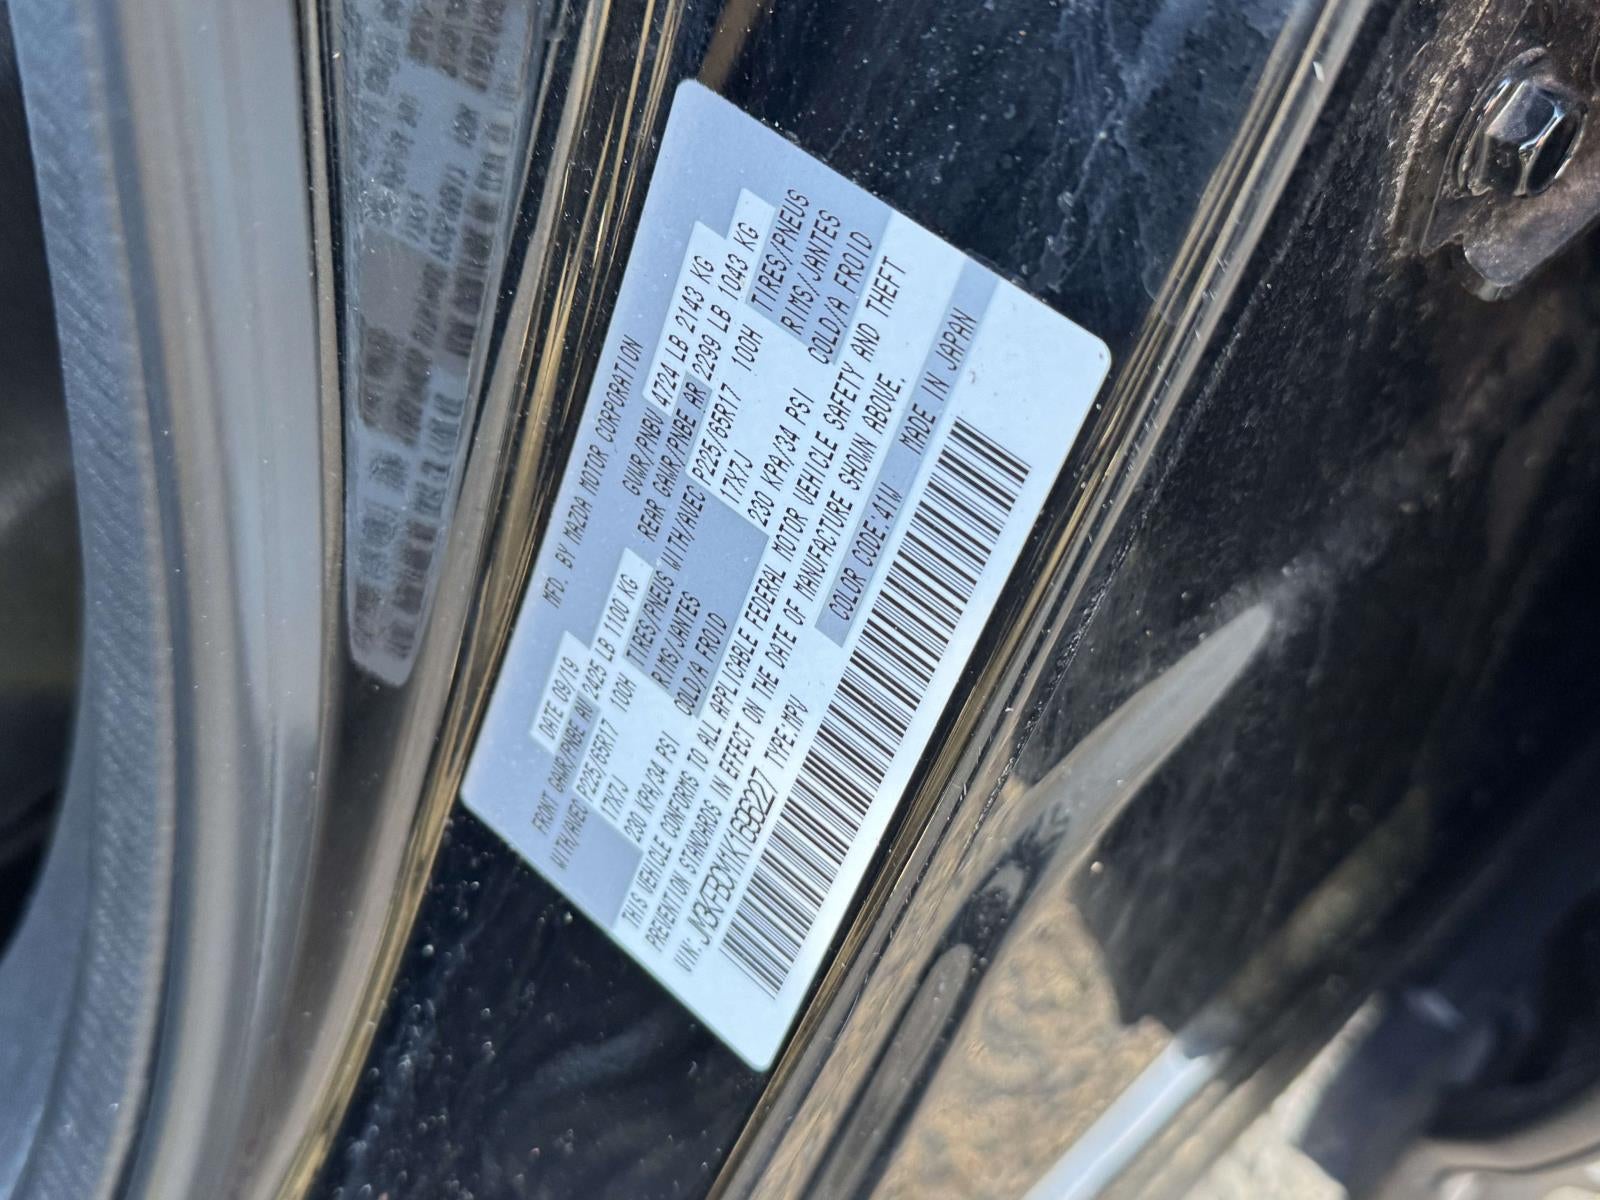 MFD. BY MAZDA MOTOR CORPORATION
DATE 09/19 GVWR/PNBV 4724 LB 2143 KG
FRONT GAWR/PNBE AV 2425 LB 1100 KG REAR GAWR/PNBE AR 2299 LB 1043 KG
WITH/AVEC P225/65R17 100H TIRES/PNEUS WITH/AVEC P225/65R17 100H TIRES/PNEUS
17X7J RIMS/JANTES 17X7J RIMS/JANTES
230 KPA/34 PSI COLD/A FROID 230 KPA/34 PSI COLD/A FROID
THIS VEHICLE CONFORMS TO ALL APPLICABLE FEDERAL MOTOR VEHICLE SAFETY AND THEFT
PREVENTION STANDARDS IN EFFECT ON THE DATE OF MANUFACTURE SHOWN ABOVE.
VIN: JM3KFBCM1K1696227 TYPE:MPV COLOR CODE:41W MADE IN JAPAN